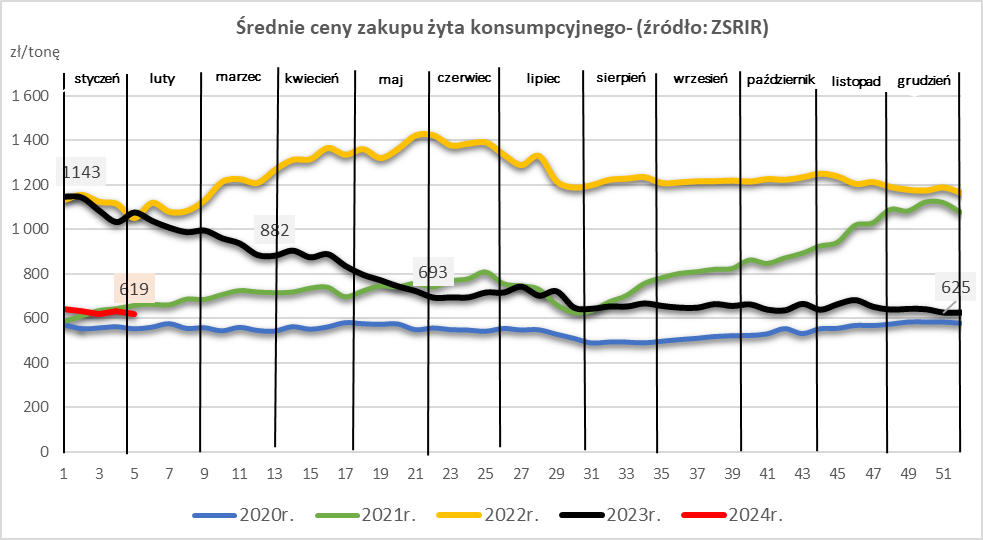 Średnie ceny zakupu żyta konsumpcyjnego- (źródło: ZSRIR)
zł/tonę
styczeń luty marzec kwiecień maj czerwiec lipiec sierpień wrzesień październik listopad grudzień
1 600
1 400
1 200
1 000
800
600
400
200
0
1143
882
693
619
625
1 3 5 7 9 11 13 15 17 19 21 23 25 27 29 31 33 35 37 39 41 43 45 47 49 51
2020r. 2021r. 2022r. 2023r. 2024r.